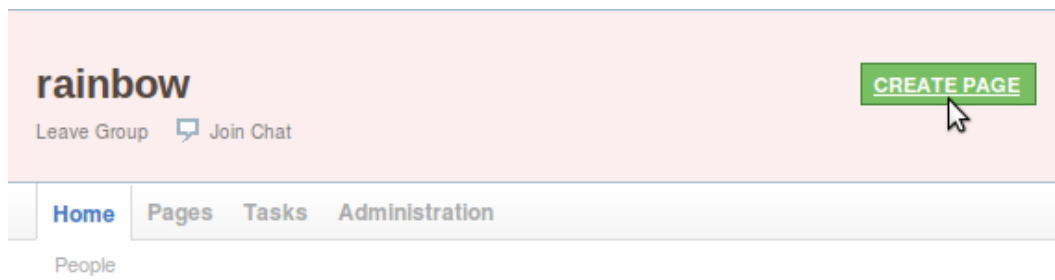 rainbow
CREATE PAGE
Leave Group Join Chat
Home Pages Tasks Administration
People